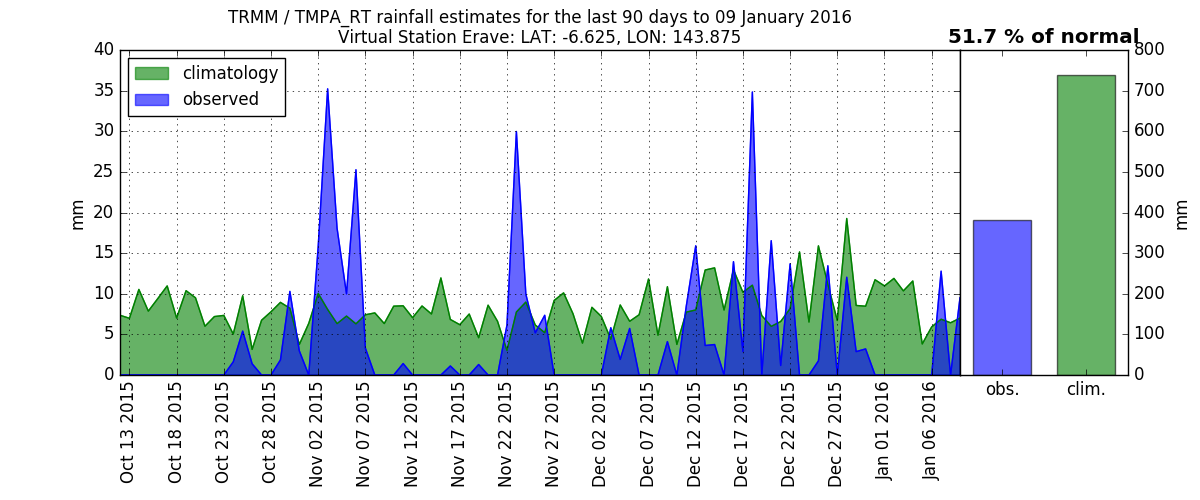 TRMM / TMPA_RT rainfall estimates for the last 90 days to 09 January 2016
Virtual Station Erave: LAT: -6.625, LON: 143.875
51.7 % of normal
climatology
observed
40
35
30
25
20
15
10
5
0
mm
800
700
600
500
400
300
200
100
0
mm
Oct 13 2015
Oct 18 2015
Oct 23 2015
Oct 28 2015
Nov 02 2015
Nov 07 2015
Nov 12 2015
Nov 17 2015
Nov 22 2015
Nov 27 2015
Dec 02 2015
Dec 07 2015
Dec 12 2015
Dec 17 2015
Dec 22 2015
Dec 27 2015
Jan 01 2016
Jan 06 2016
obs.
clim.